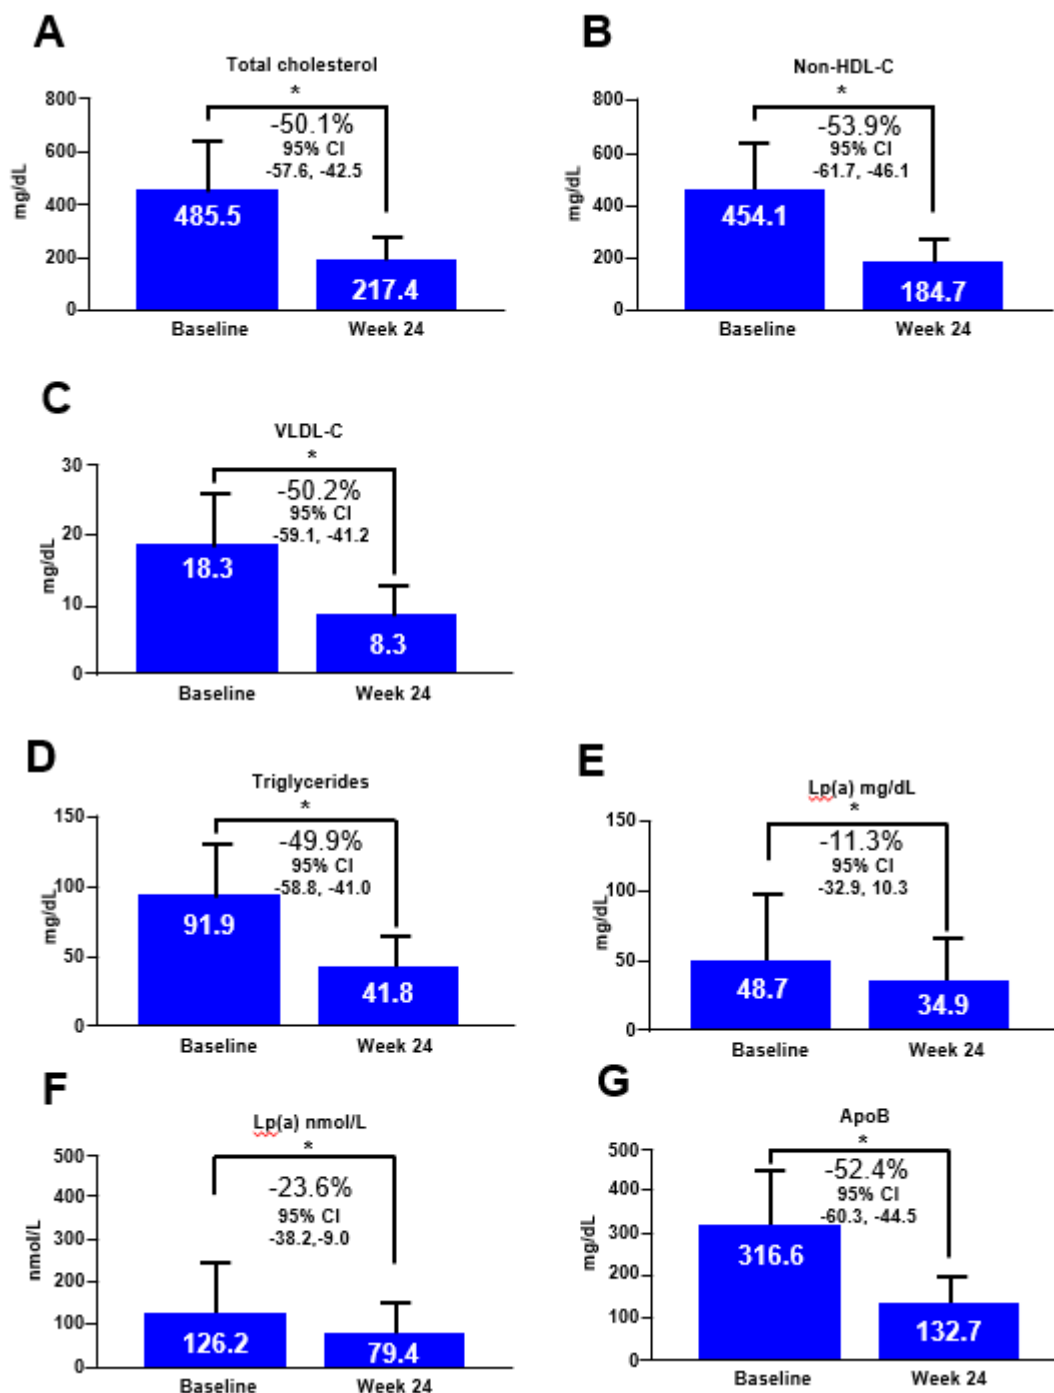 A
Total cholesterol
*
-50.1%
95% CI
-57.6, -42.5
mg/dL
800
600
400
200
0
485.5
217.4
Baseline
Week 24
B
Non-HDL-C
*
-53.9%
95% CI
-61.7, -46.1
mg/dL
800
600
400
200
0
454.1
184.7
Baseline
Week 24
C
VLDL-C
*
-50.2%
95% CI
-59.1, -41.2
mg/dL
30
20
10
0
18.3
8.3
Baseline
Week 24
D
Triglycerides
*
-49.9%
95% CI
-58.8, -41.0
mg/dL
150
100
50
0
91.9
41.8
Baseline
Week 24
E
Lp(a) mg/dL
*
-11.3%
95% CI
-32.9, 10.3
mg/dL
150
100
50
0
48.7
34.9
Baseline
Week 24
F
Lp(a) nmol/L
*
-23.6%
95% CI
-38.2,-9.0
nmol/L
500
400
300
200
100
0
126.2
79.4
Baseline
Week 24
G
ApoB
*
-52.4%
95% CI
-60.3, -44.5
mg/dL
500
400
300
200
100
0
316.6
132.7
Baseline
Week 24